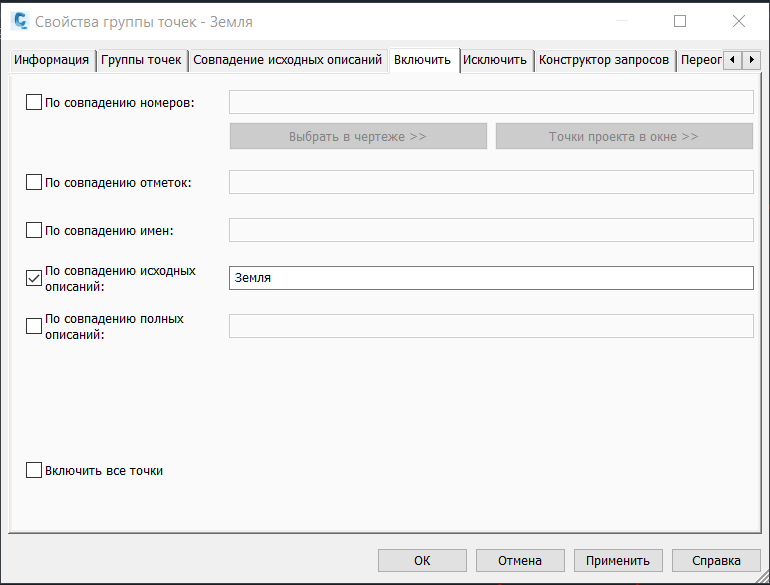 Свойства группы точек - Земля
Информация Группы точек Совпадение исходных описаний Включить Исключить Конструктор запросов Переоп
По совпадению номеров:
Выбрать в чертеже >> Точки проекта в окне >>
По совпадению отметок:
По совпадению имен:
По совпадению исходных
описаний:
Земля
По совпадению полных
описаний:
Включить все точки
ОК Отмена Применить Справка